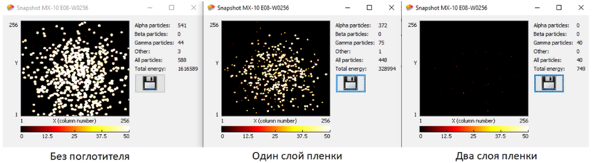 Snapshot MX-10 E08-W0256
256
Y
1
1
X (column number)
256
0
12.5
25
37.5
50
Alpha particles: 541
Beta particles: 0
Gamma particles: 44
Other: 3
All particles: 588
Total energy: 1616589
Без поглотителя
Snapshot MX-10 E08-W0256
256
Y
1
1
X (column number)
256
0
12.5
25
37.5
50
Alpha particles: 372
Beta particles: 0
Gamma particles: 75
Other: 1
All particles: 448
Total energy: 328994
Один слой пленки
Snapshot MX-10 E08-W0256
256
Y
1
1
X (column number)
256
0
12.5
25
37.5
50
Alpha particles: 0
Beta particles: 0
Gamma particles: 40
Other: 0
All particles: 40
Total energy: 749
Два слоя пленки